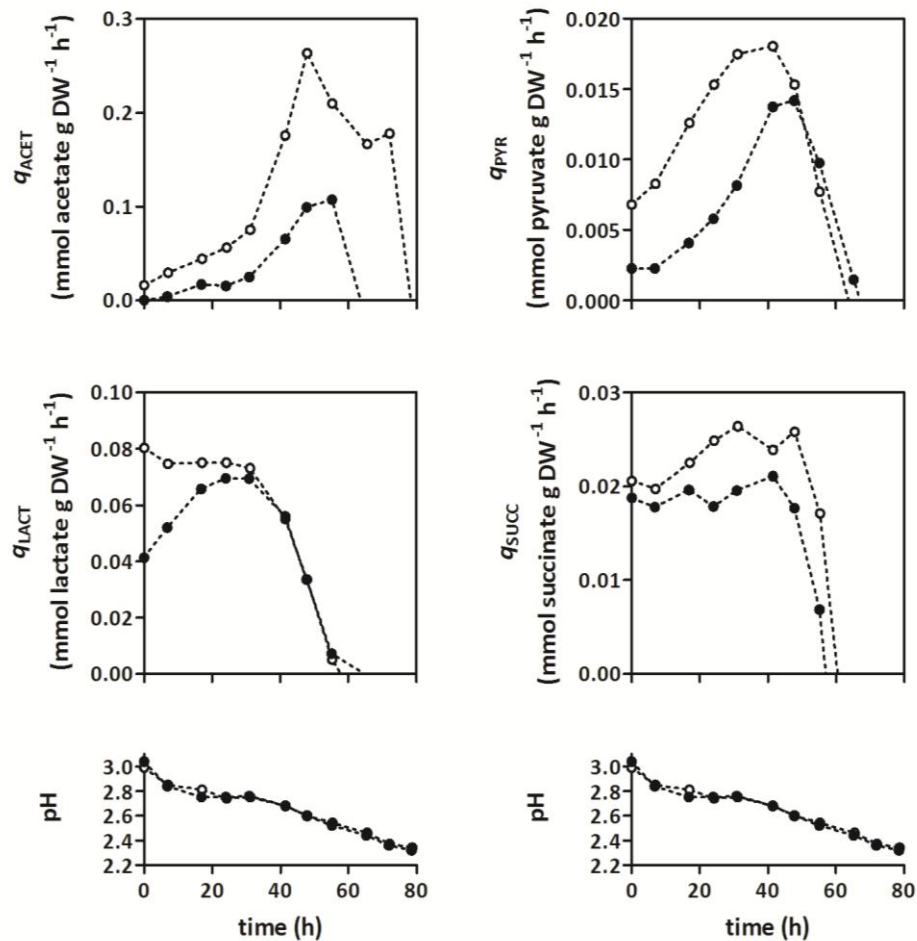 0.3
0.2
0.1
0.0
q_ACET
(mmol acetate g DW⁻¹ h⁻¹)
0.020
0.015
0.010
0.005
0.000
q_PYR
(mmol pyruvate g DW⁻¹ h⁻¹)
0.10
0.08
0.06
0.04
0.02
0.00
q_LACT
(mmol lactate g DW⁻¹ h⁻¹)
0.03
0.02
0.01
0.00
q_SUCC
(mmol succinate g DW⁻¹ h⁻¹)
3.0
2.8
2.6
2.4
2.2
pH
0 20 40 60 80
time (h)
3.0
2.8
2.6
2.4
2.2
pH
0 20 40 60 80
time (h)